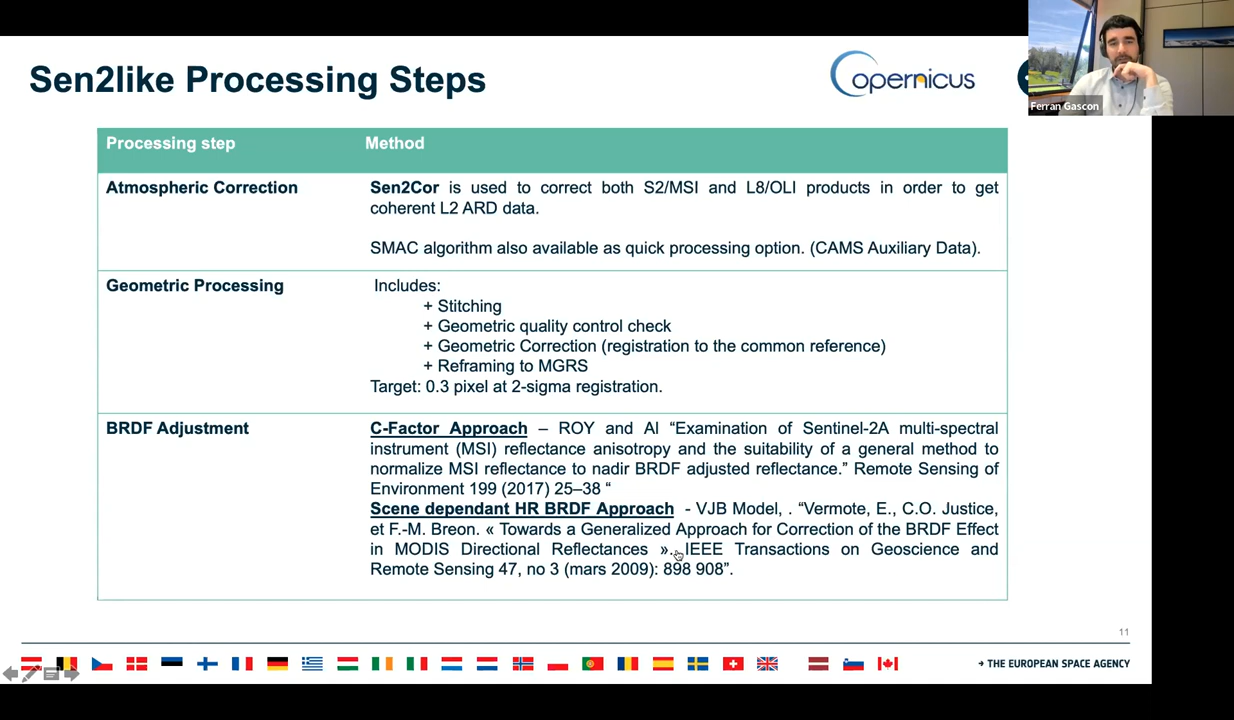 Sen2like Processing Steps
opernicus
Ferran Gascon
Processing step
Method
Atmospheric Correction
Sen2Cor is used to correct both S2/MSI and L8/OLI products in order to get
coherent L2 ARD data.
SMAC algorithm also available as quick processing option. (CAMS Auxiliary Data).
Geometric Processing
Includes:
+ Stitching
+ Geometric quality control check
+ Geometric Correction (registration to the common reference)
+ Reframing to MGRS
Target: 0.3 pixel at 2-sigma registration.
BRDF Adjustment
C-Factor Approach – ROY and Al “Examination of Sentinel-2A multi-spectral
instrument (MSI) reflectance anisotropy and the suitability of a general method to
normalize MSI reflectance to nadir BRDF adjusted reflectance.” Remote Sensing of
Environment 199 (2017) 25–38 “
Scene dependant HR BRDF Approach - VJB Model, . “Vermote, E., C.O. Justice,
et F.-M. Breon. « Towards a Generalized Approach for Correction of the BRDF Effect
in MODIS Directional Reflectances ». IEEE Transactions on Geoscience and
Remote Sensing 47, no 3 (mars 2009): 898 908”.
11
→ THE EUROPEAN SPACE AGENCY